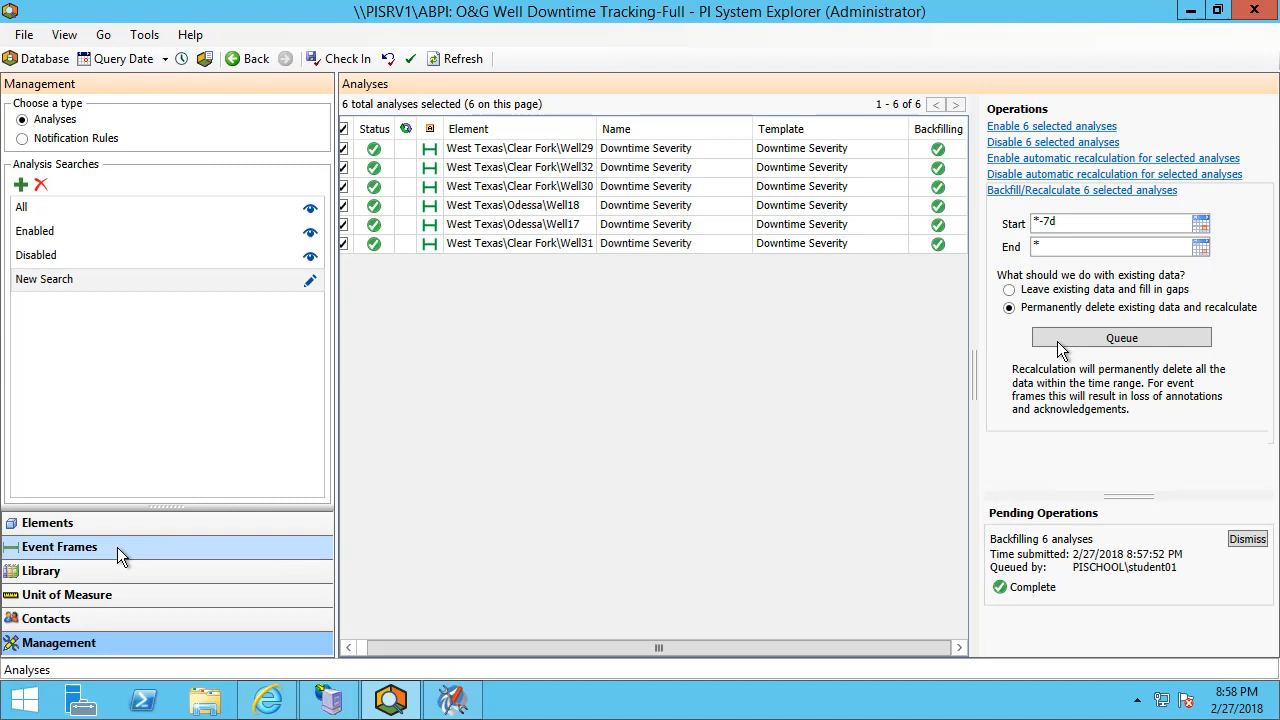 \\PISRV1\ABPI: O&G Well Downtime Tracking-Full - PI System Explorer (Administrator)
File View Go Tools Help
Database Query Date Back Check In Refresh
Management
Choose a type
Analyses
Notification Rules
Analysis Searches
All
Enabled
Disabled
New Search
Elements
Event Frames
Library
Unit of Measure
Contacts
Management
Analyses
6 total analyses selected (6 on this page) 1 - 6 of 6 < >
Status Element Name Template Backfilling
West Texas\Clear Fork\Well29 Downtime Severity Downtime Severity
West Texas\Clear Fork\Well32 Downtime Severity Downtime Severity
West Texas\Clear Fork\Well30 Downtime Severity Downtime Severity
West Texas\Odessa\Well18 Downtime Severity Downtime Severity
West Texas\Odessa\Well17 Downtime Severity Downtime Severity
West Texas\Clear Fork\Well31 Downtime Severity Downtime Severity
Operations
Enable 6 selected analyses
Disable 6 selected analyses
Enable automatic recalculation for selected analyses
Disable automatic recalculation for selected analyses
Backfill/Recalculate 6 selected analyses
Start *-7d
End *
What should we do with existing data?
Leave existing data and fill in gaps
Permanently delete existing data and recalculate
Queue
Recalculation will permanently delete all the
data within the time range. For event
frames this will result in loss of annotations
and acknowledgements.
Pending Operations
Backfilling 6 analyses Dismiss
Time submitted: 2/27/2018 8:57:52 PM
Queued by: PISCHOOL\student01
Complete
Analyses
8:58 PM
2/27/2018